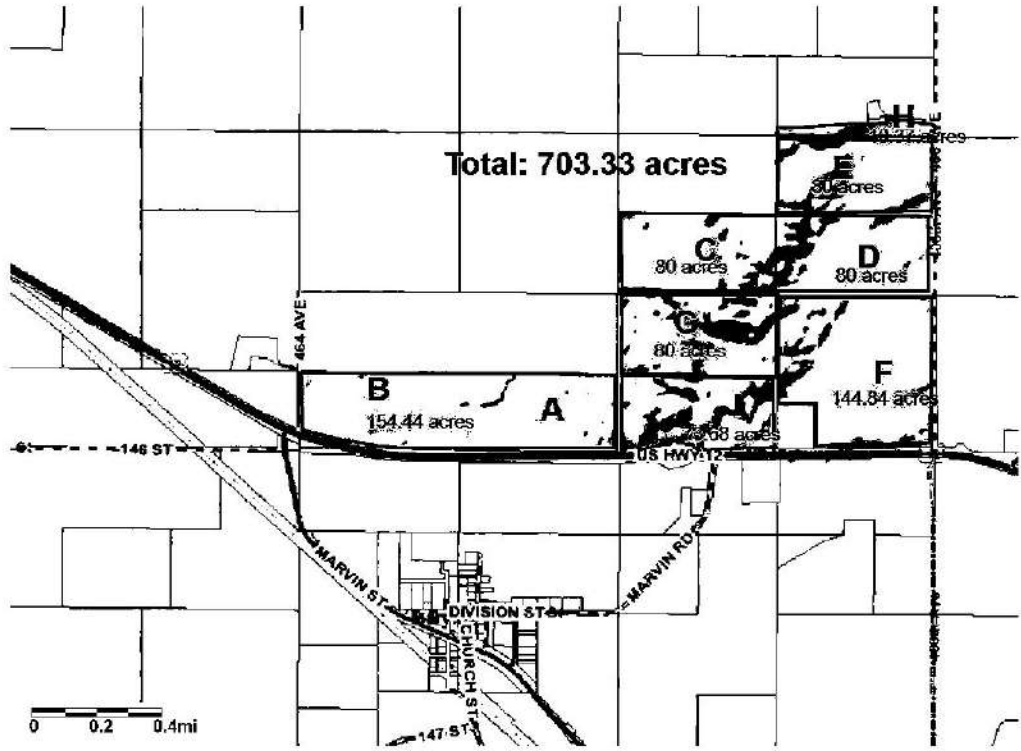 H
Total: 703.33 acres
E
80 acres
C
80 acres
D
80 acres
G
80 acres
464 AVE
F
144.84 acres
B
154.44 acres
A
acres
146 ST
US HWY 12
MARVIN ST
MARVIN RD
DIVISION ST
CHURCH ST
147 ST
0 0.2 0.4mi